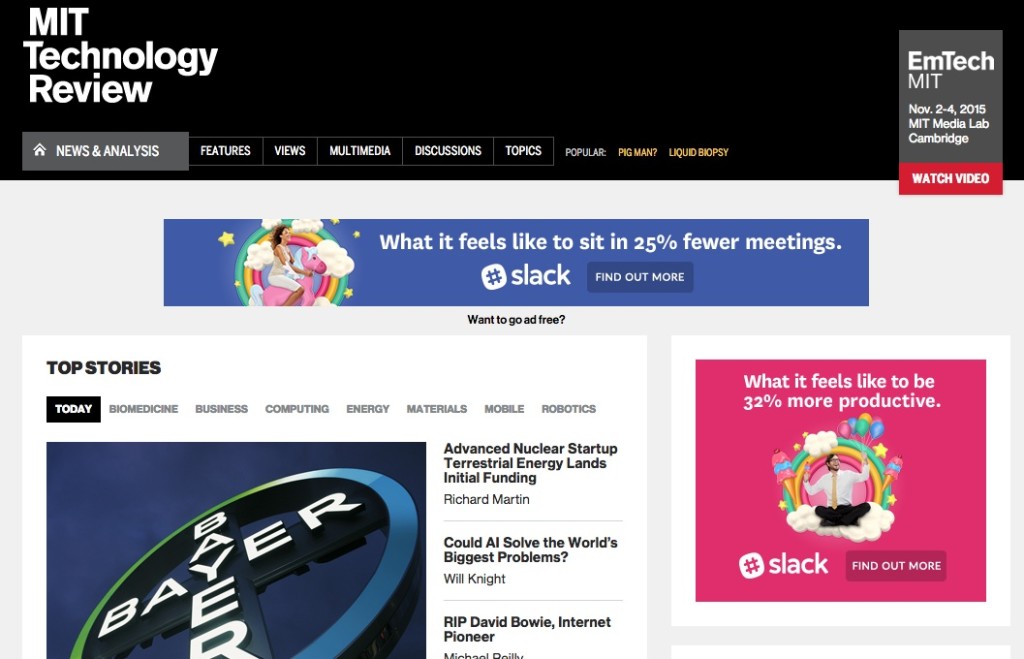 MIT
Technology
Review
EmTech
MIT
Nov. 2-4, 2015
MIT Media Lab
Cambridge
WATCH VIDEO
NEWS & ANALYSIS
FEATURES
VIEWS
MULTIMEDIA
DISCUSSIONS
TOPICS
POPULAR: PIG MAN? LIQUID BIOPSY
What it feels like to sit in 25% fewer meetings.
# slack FIND OUT MORE
Want to go ad free?
TOP STORIES
TODAY BIOMEDICINE BUSINESS COMPUTING ENERGY MATERIALS MOBILE ROBOTICS
BAYER
BAYER
Advanced Nuclear Startup
Terrestrial Energy Lands
Initial Funding
Richard Martin
Could AI Solve the World's
Biggest Problems?
Will Knight
RIP David Bowie, Internet
Pioneer
Michael Reilly
What it feels like to be
32% more productive.
# slack FIND OUT MORE